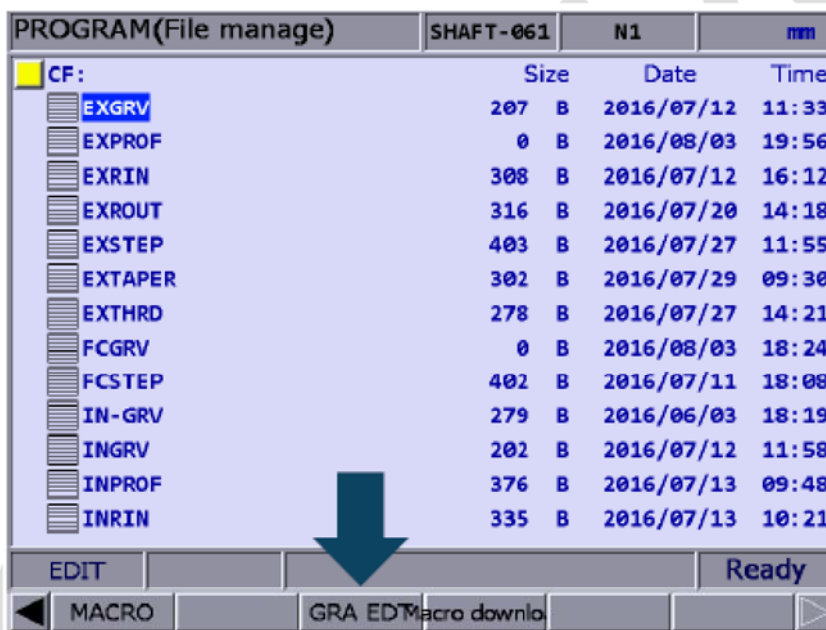 PROGRAM(File manage) SHAFT-061 N1 mm
CF: Size Date Time
EXGRV 207 B 2016/07/12 11:33
EXPROF 0 B 2016/08/03 19:56
EXRIN 308 B 2016/07/12 16:12
EXROUT 316 B 2016/07/20 14:18
EXSTEP 403 B 2016/07/27 11:55
EXTAPER 302 B 2016/07/29 09:30
EXTHRD 278 B 2016/07/27 14:21
FCGRV 0 B 2016/08/03 18:24
FCSTEP 402 B 2016/07/11 18:08
IN-GRV 279 B 2016/06/03 18:19
INGRV 202 B 2016/07/12 11:58
INPROF 376 B 2016/07/13 09:48
INRIN 335 B 2016/07/13 10:21
EDIT Ready
MACRO GRA EDT Macro downlo